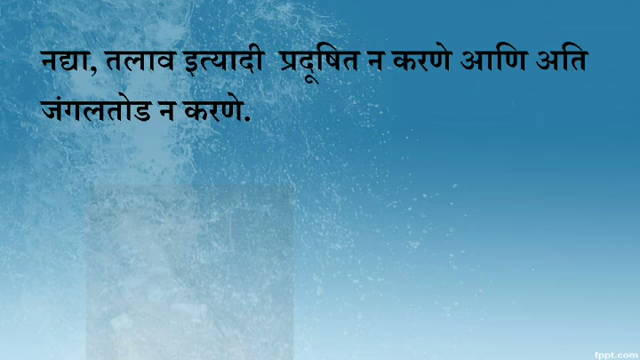 नद्या, तलाव इत्यादी  प्रदूषित न करणे आणि अति
जंगलतोड न करणे.
fppt.com